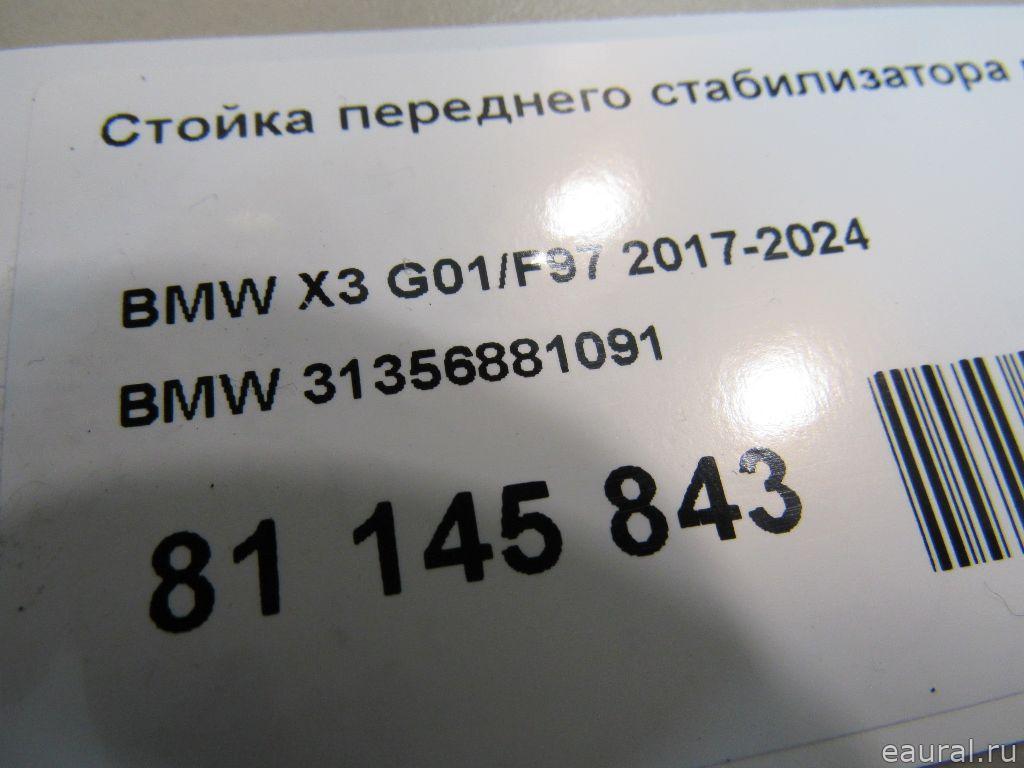 Стойка переднего стабилизатора
BMW X3 G01/F97 2017-2024
BMW 31356881091
81 145 843
eaural.ru